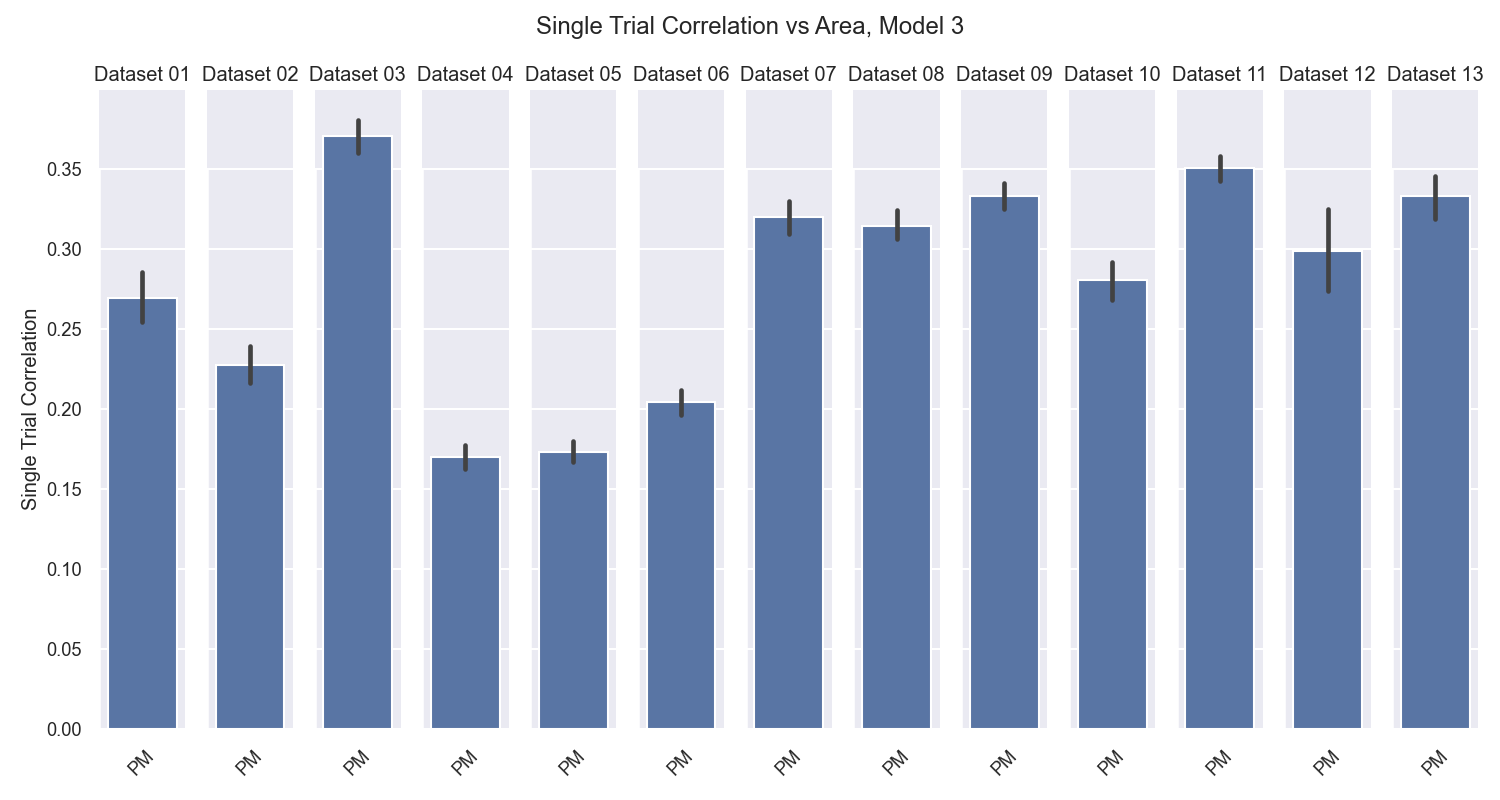 Single Trial Correlation vs Area, Model 3
Dataset 01
Dataset 02
Dataset 03
Dataset 04
Dataset 05
Dataset 06
Dataset 07
Dataset 08
Dataset 09
Dataset 10
Dataset 11
Dataset 12
Dataset 13
Single Trial Correlation
0.35
0.30
0.25
0.20
0.15
0.10
0.05
0.00
PM
PM
PM
PM
PM
PM
PM
PM
PM
PM
PM
PM
PM